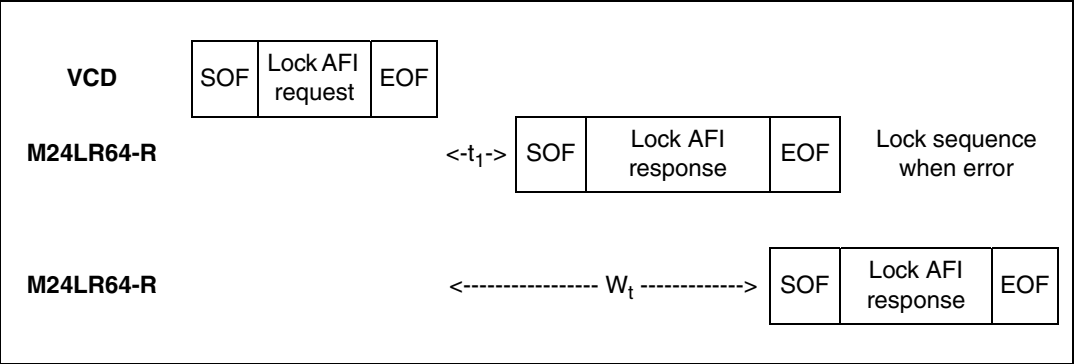 VCD SOF Lock AFI request EOF
M24LR64-R <-t1-> SOF Lock AFI response EOF Lock sequence when error
M24LR64-R <----------------- Wt -------------> SOF Lock AFI response EOF